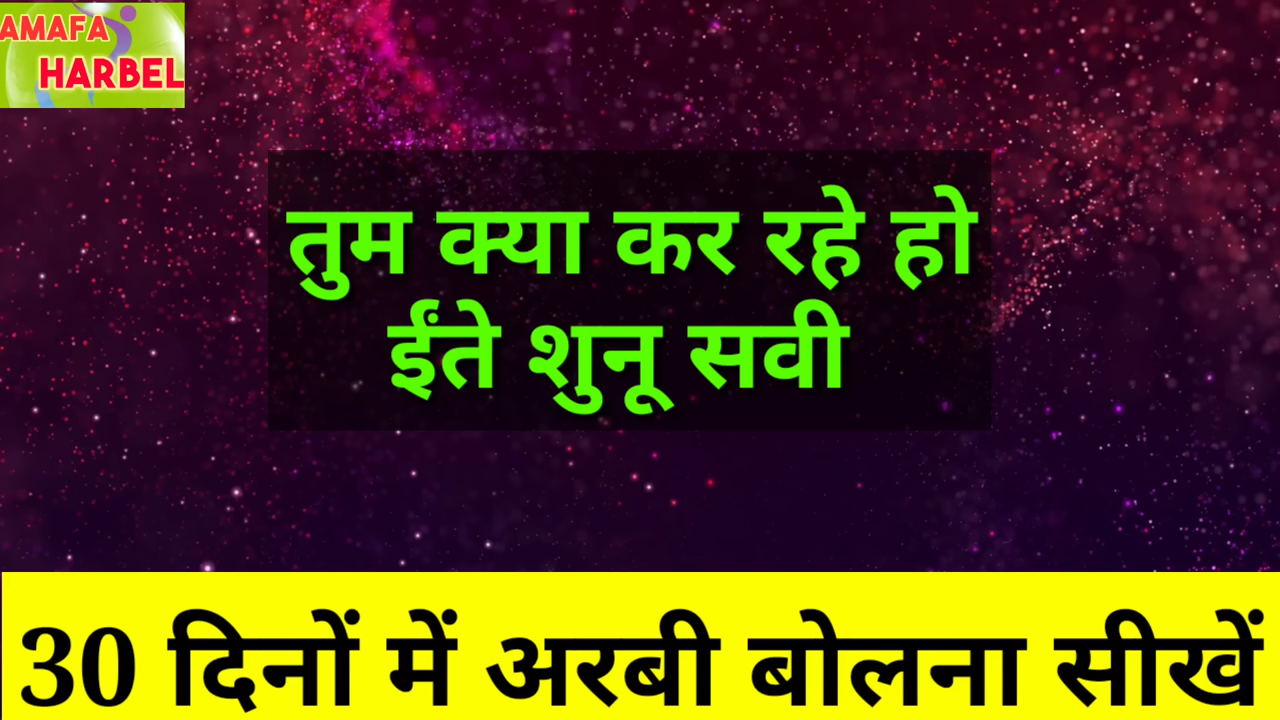 AMAFA
HARBEL
तुम क्या कर रहे हो
ईंते शुनू सवी
30 दिनों में अरबी बोलना सीखें